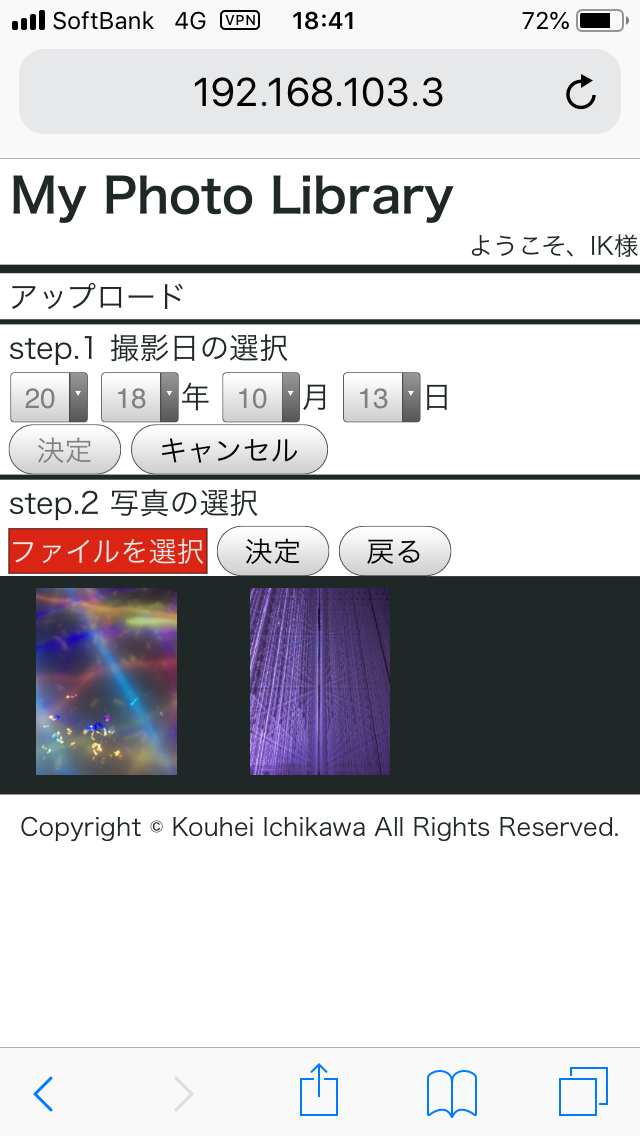 SoftBank 4G VPN 18:41 72%
192.168.103.3
My Photo Library
ようこそ、IK様
アップロード
step.1 撮影日の選択
20 18 年 10 月 13 日
決定 キャンセル
step.2 写真の選択
ファイルを選択 決定 戻る
Copyright © Kouhei Ichikawa All Rights Reserved.